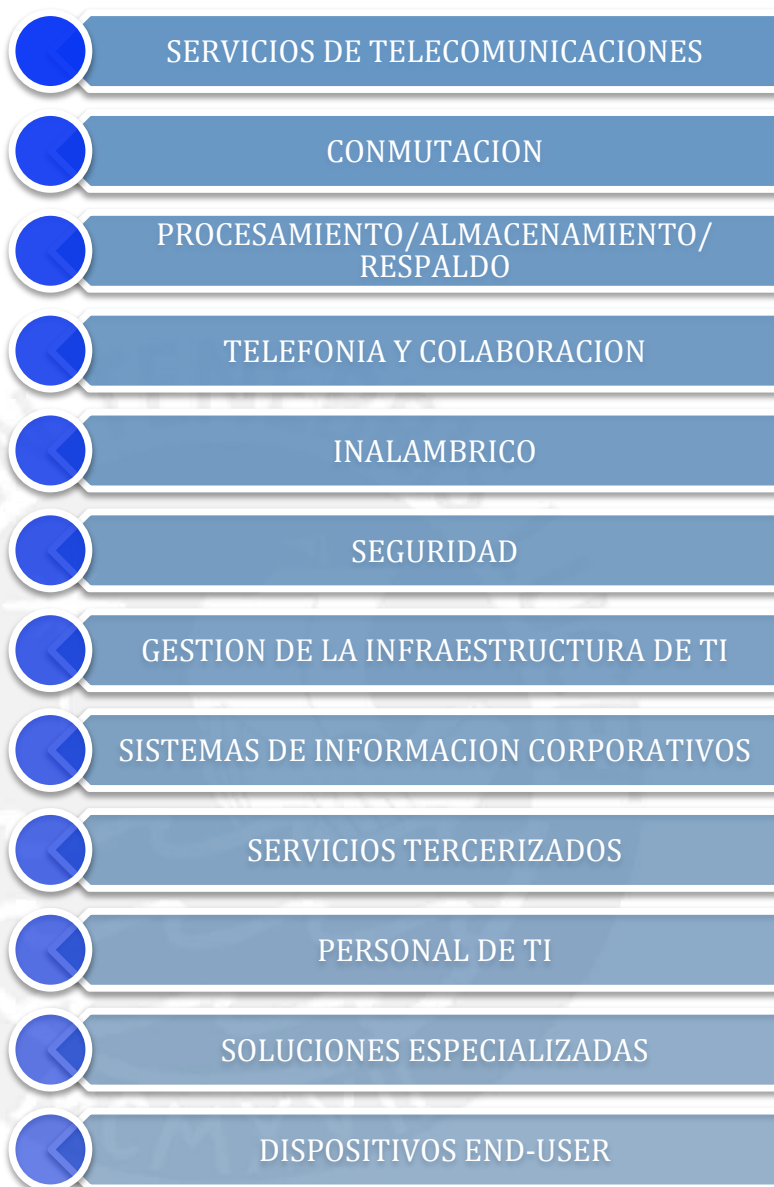 SERVICIOS DE TELECOMUNICACIONES
CONMUTACION
PROCESAMIENTO/ALMACENAMIENTO/
RESPALDO
TELEFONIA Y COLABORACION
INALAMBRICO
SEGURIDAD
GESTION DE LA INFRAESTRUCTURA DE TI
SISTEMAS DE INFORMACION CORPORATIVOS
SERVICIOS TERCERIZADOS
PERSONAL DE TI
SOLUCIONES ESPECIALIZADAS
DISPOSITIVOS END-USER